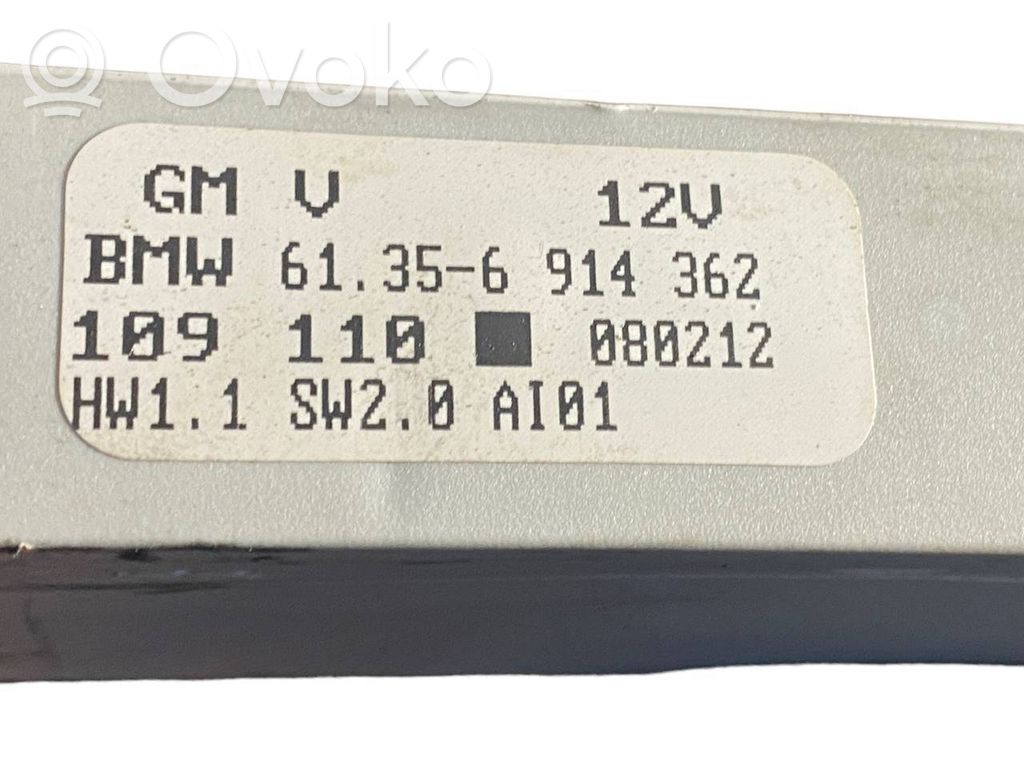 Ovoko
GM V 12V
BMW 61.35-6 914 362
109 110 080212
HW1.1 SW2.0 AI01